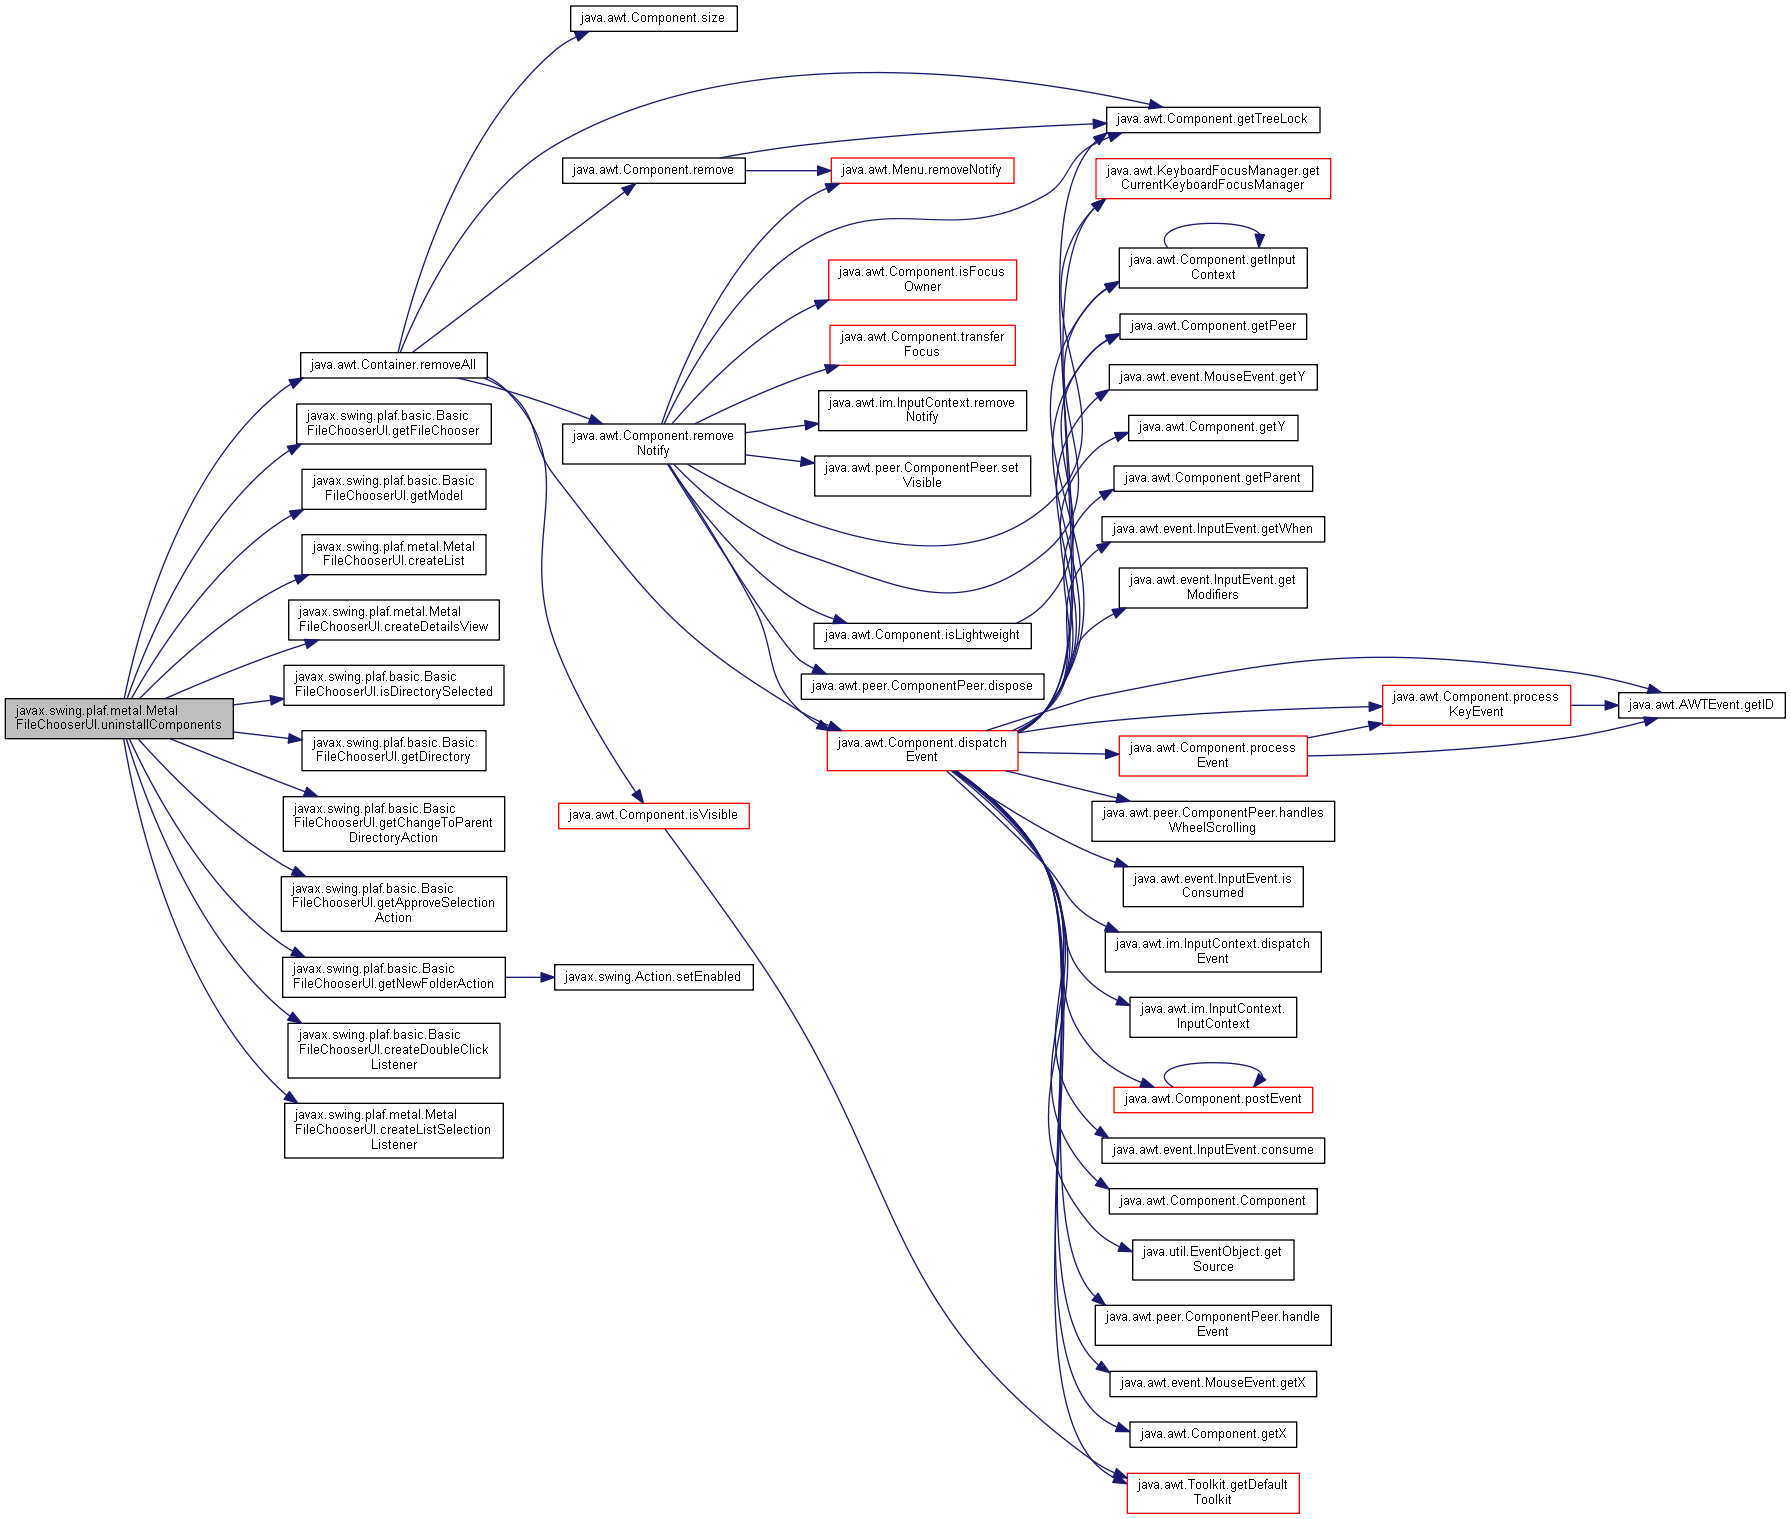 java.awt.Component.size
java.awt.Component.getTreeLock
java.awt.Component.remove
java.awt.Menu.removeNotify
java.awt.KeyboardFocusManager.get
CurrentKeyboardFocusManager
java.awt.Component.getInput
Context
java.awt.Component.isFocus
Owner
java.awt.Component.getPeer
java.awt.Component.transfer
Focus
java.awt.Container.removeAll
java.awt.event.MouseEvent.getY
java.awt.im.InputContext.remove
Notify
javax.swing.plaf.basic.Basic
FileChooserUI.getFileChooser
java.awt.Component.getY
java.awt.Component.remove
Notify
java.awt.peer.ComponentPeer.set
Visible
java.awt.Component.getParent
javax.swing.plaf.basic.Basic
FileChooserUI.getModel
java.awt.event.InputEvent.getWhen
javax.swing.plaf.metal.Metal
FileChooserUI.createList
java.awt.event.InputEvent.get
Modifiers
javax.swing.plaf.metal.Metal
FileChooserUI.createDetailsView
java.awt.Component.isLightweight
javax.swing.plaf.basic.Basic
FileChooserUI.isDirectorySelected
java.awt.peer.ComponentPeer.dispose
java.awt.Component.process
KeyEvent
java.awt.AWTEvent.getID
javax.swing.plaf.metal.Metal
FileChooserUI.uninstallComponents
javax.swing.plaf.basic.Basic
FileChooserUI.getDirectory
java.awt.Component.dispatch
Event
java.awt.Component.process
Event
javax.swing.plaf.basic.Basic
FileChooserUI.getChangeToParent
DirectoryAction
java.awt.Component.isVisible
java.awt.peer.ComponentPeer.handles
WheelScrolling
javax.swing.plaf.basic.Basic
FileChooserUI.getApproveSelection
Action
java.awt.event.InputEvent.is
Consumed
java.awt.im.InputContext.dispatch
Event
javax.swing.plaf.basic.Basic
FileChooserUI.getNewFolderAction
javax.swing.Action.setEnabled
java.awt.im.InputContext.
InputContext
javax.swing.plaf.basic.Basic
FileChooserUI.createDoubleClick
Listener
java.awt.Component.postEvent
javax.swing.plaf.metal.Metal
FileChooserUI.createListSelection
Listener
java.awt.event.InputEvent.consume
java.awt.Component.Component
java.util.EventObject.get
Source
java.awt.peer.ComponentPeer.handle
Event
java.awt.event.MouseEvent.getX
java.awt.Component.getX
java.awt.Toolkit.getDefault
Toolkit